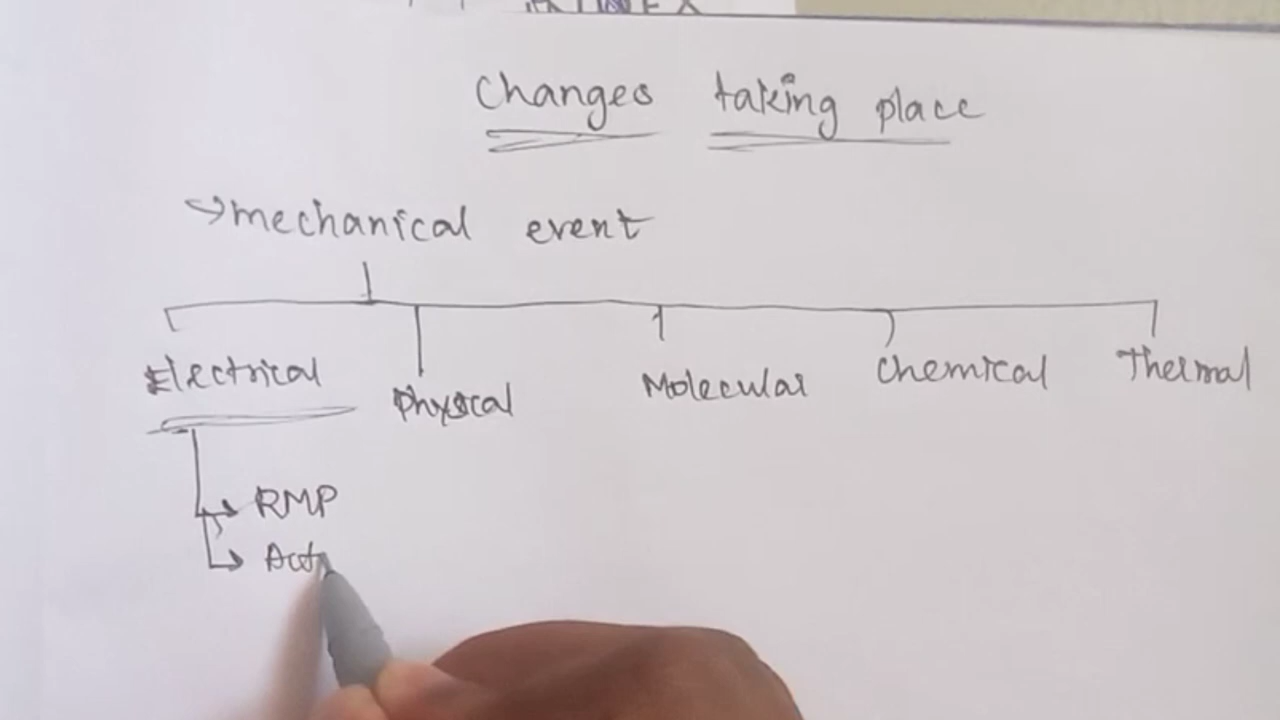 Changes taking place
→ mechanical event
Electrical Physical Molecular Chemical Thermal
→ RMP
→ Act